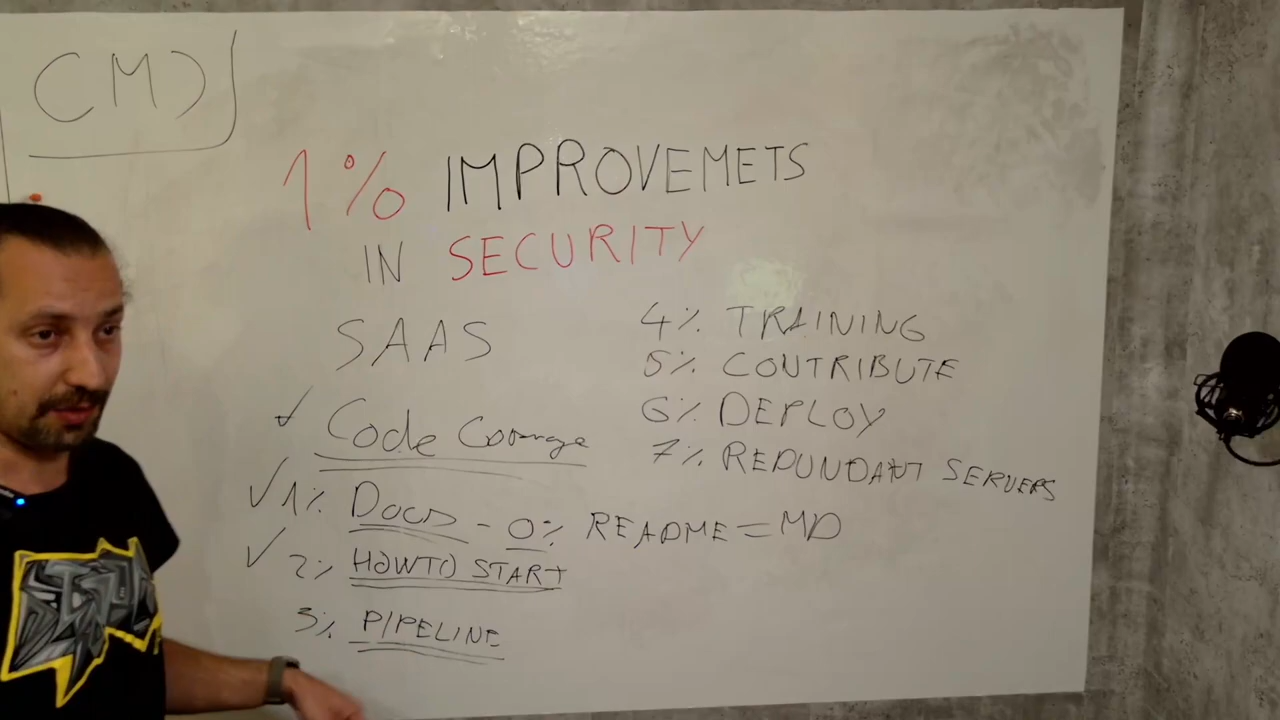 CMD
1% IMPROVEMETS
IN SECURITY
SAAS
✓ Code Coverage
✓ 1% Docs - 0% README = MD
✓ 2% HOWTO START
3% PIPELINE
4% TRAINING
5% CONTRIBUTE
6% DEPLOY
7% REDUNDANT SERVERS